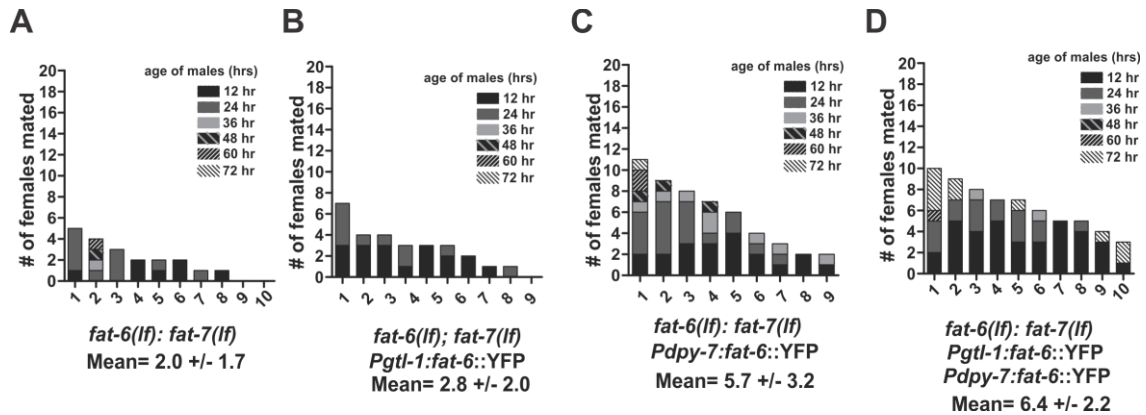 A
age of males (hrs)
12 hr
24 hr
36 hr
48 hr
60 hr
72 hr
# of females mated
20
18
16
14
12
10
8
6
4
2
0
1 2 3 4 5 6 7 8 9 10
fat-6(lf): fat-7(lf)
Mean= 2.0 +/- 1.7
B
age of males (hrs)
12 hr
24 hr
36 hr
48 hr
60 hr
72 hr
# of females mated
20
18
16
14
12
10
8
6
4
2
0
1 2 3 4 5 6 7 8 9
fat-6(lf); fat-7(lf)
Pgtl-1:fat-6::YFP
Mean= 2.8 +/- 2.0
C
age of males (hrs)
12 hr
24 hr
36 hr
48 hr
60 hr
72 hr
# of females mated
20
18
16
14
12
10
8
6
4
2
0
1 2 3 4 5 6 7 8 9
fat-6(lf): fat-7(lf)
Pdpy-7:fat-6::YFP
Mean= 5.7 +/- 3.2
D
age of males (hrs)
12 hr
24 hr
36 hr
48 hr
60 hr
72 hr
# of females mated
20
18
16
14
12
10
8
6
4
2
0
1 2 3 4 5 6 7 8 9 10
fat-6(lf): fat-7(lf)
Pgtl-1:fat-6::YFP
Pdpy-7:fat-6::YFP
Mean= 6.4 +/- 2.2